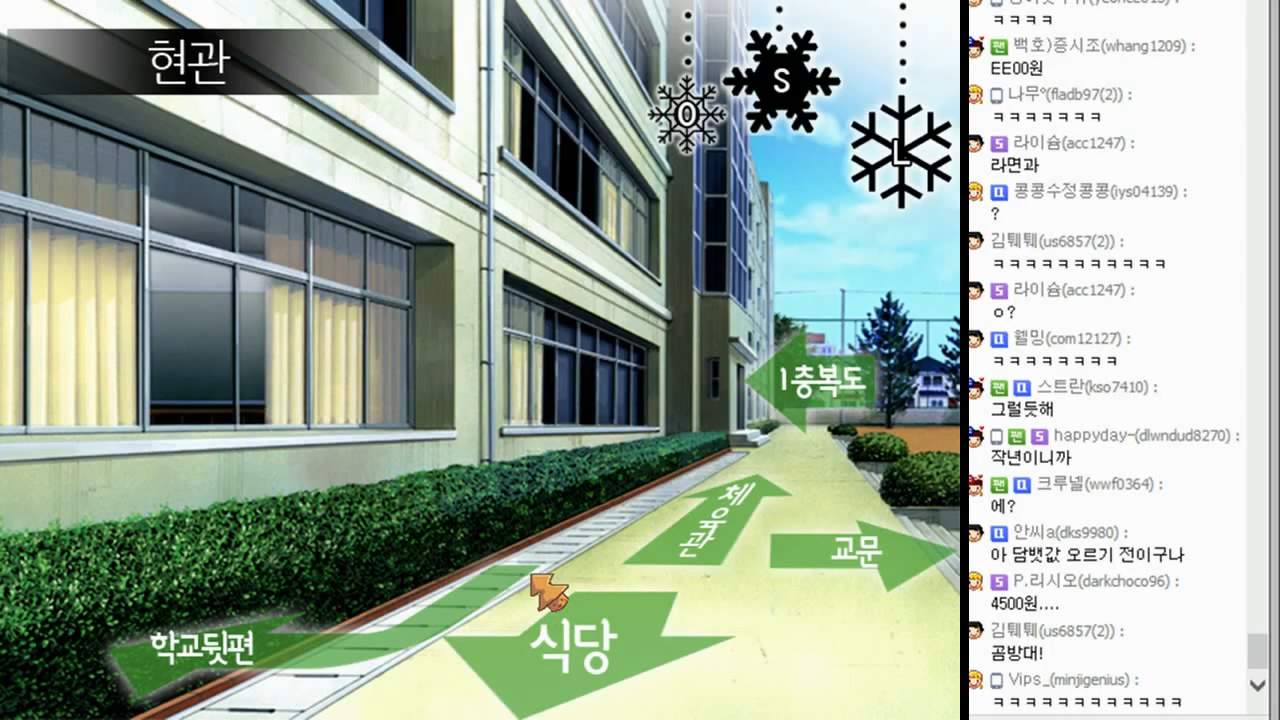 현관
O
S
L
1층복도
체육관
교문
식당
학교뒷편
ㅋㅋㅋㅋ
팬 백호)증시조(whang1209) :
EE00원
나무°(fladb97(2)) :
ㅋㅋㅋㅋㅋㅋㅋ
S 라이슘(acc1247) :
라면과
콩콩수정콩콩(iys04139) :
?
김퉤퉤(us6857(2)) :
ㅋㅋㅋㅋㅋㅋㅋㅋㅋㅋㅋ
S 라이슘(acc1247) :
ㅇ?
웰밍(com12127) :
ㅋㅋㅋㅋㅋㅋㅋㅋ
팬 스트란(kso7410) :
그럴듯해
팬 S happyday-(dlwndud8270) :
작년이니까
팬 크루넬(wwf0364) :
에?
안씨a(dks9980) :
아 담뱃값 오르기 전이구나
S P.리시오(darkchoco96) :
4500원....
김퉤퉤(us6857(2)) :
곰방대!
Vips_(minjigenius) :
ㅋㅋㅋㅋㅋㅋㅋㅋㅋㅋㅋㅋ